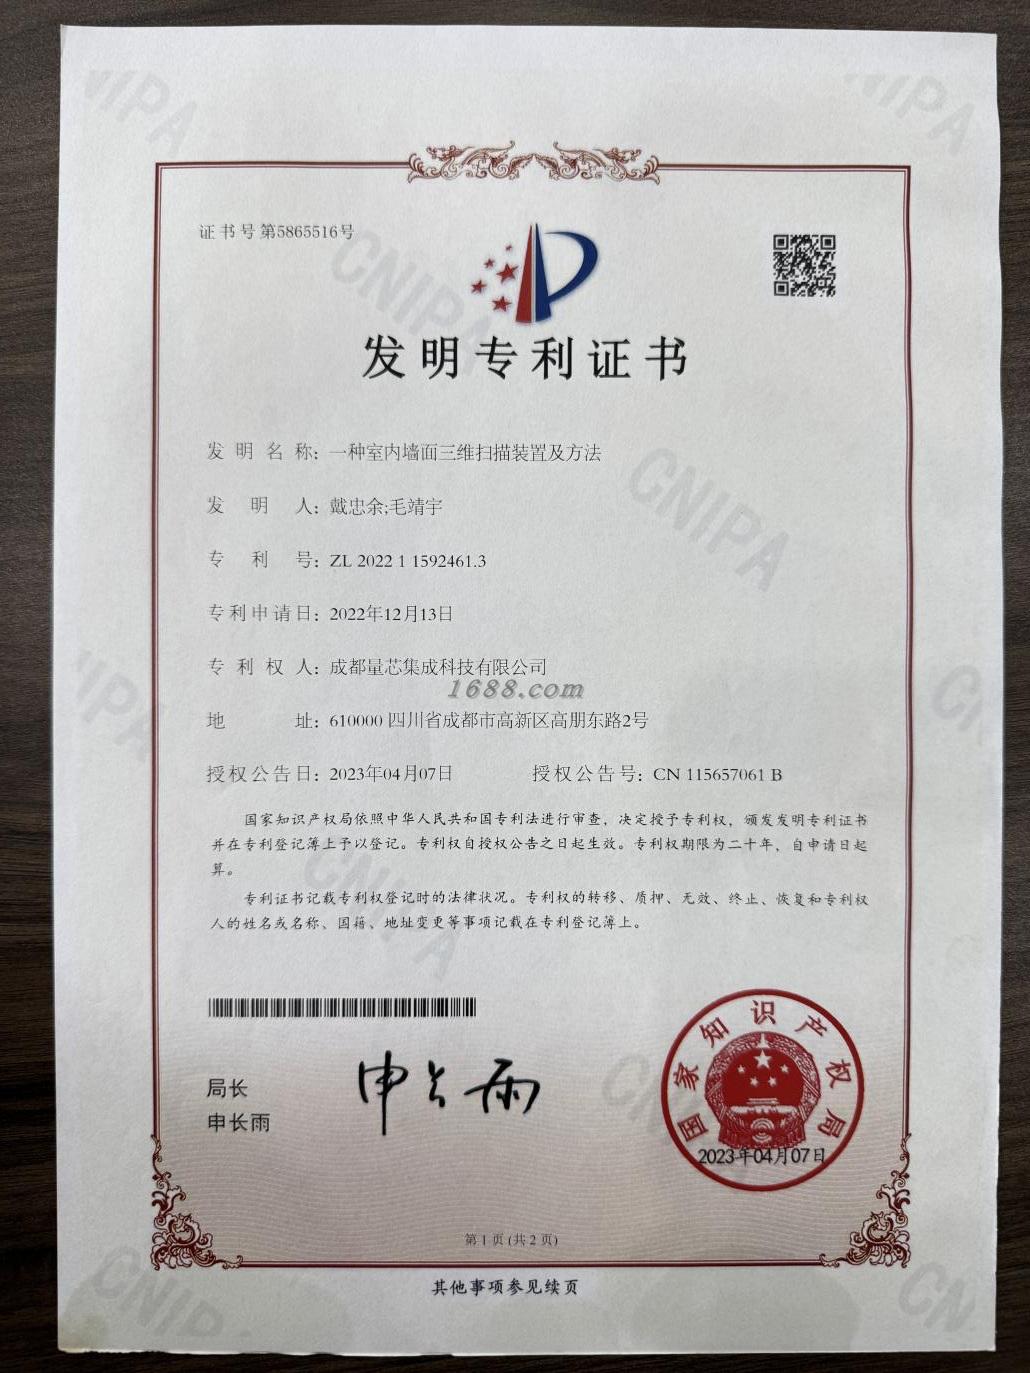 证书号第5865516号
发明专利证书
发明名称：一种室内墙面三维扫描装置及方法
发明人：戴忠余;毛靖宇
专利号：ZL 2022 1 1592461.3
专利申请日：2022年12月13日
专利权人：成都量芯集成科技有限公司
1688.com
地址：610000 四川省成都市高新区高朋东路2号
授权公告日：2023年04月07日 授权公告号：CN 115657061 B
国家知识产权局依照中华人民共和国专利法进行审查，决定授予专利权，颁发发明专利证书
并在专利登记簿上予以登记。专利权自授权公告之日起生效。专利权期限为二十年，自申请日起
算。
专利证书记载专利权登记时的法律状况。专利权的转移、质押、无效、终止、恢复和专利权
人的姓名或名称、国籍、地址变更等事项记载在专利登记簿上。
局长
申长雨
申长雨
国家知识产权局
2023年04月07日
第 1 页 (共 2 页)
其他事项参见续页
CNIPA
CNIPA
CNIPA
CNIPA
CNIPA
CNIPA
CNIPA
CNIPA
CNIPA
CNIPA